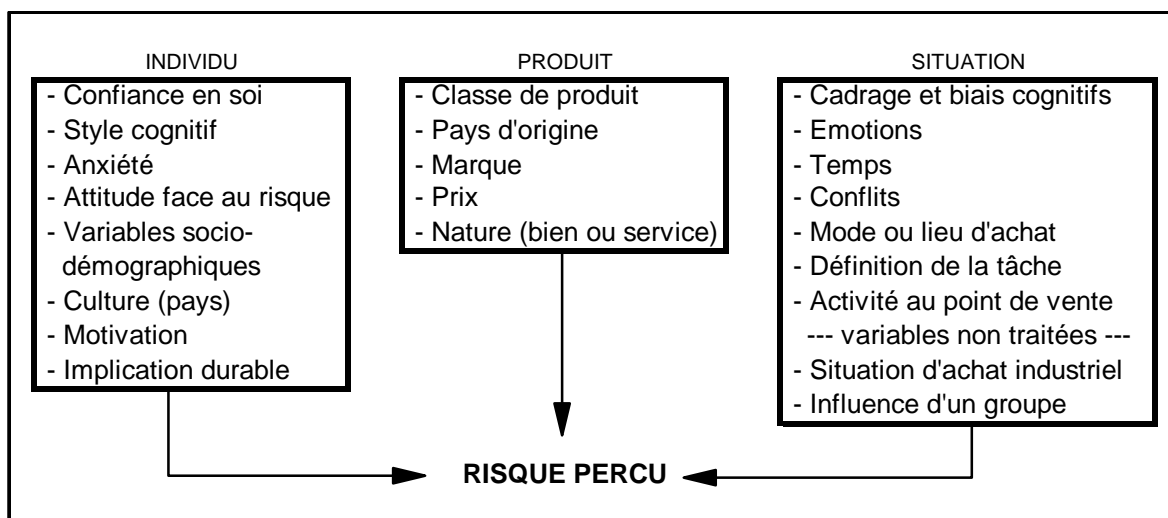 INDIVIDU
- Confiance en soi
- Style cognitif
- Anxiété
- Attitude face au risque
- Variables socio-
démographiques
- Culture (pays)
- Motivation
- Implication durable
PRODUIT
- Classe de produit
- Pays d'origine
- Marque
- Prix
- Nature (bien ou service)
SITUATION
- Cadrage et biais cognitifs
- Emotions
- Temps
- Conflits
- Mode ou lieu d'achat
- Définition de la tâche
- Activité au point de vente
--- variables non traitées ---
- Situation d'achat industriel
- Influence d'un groupe
RISQUE PERCU